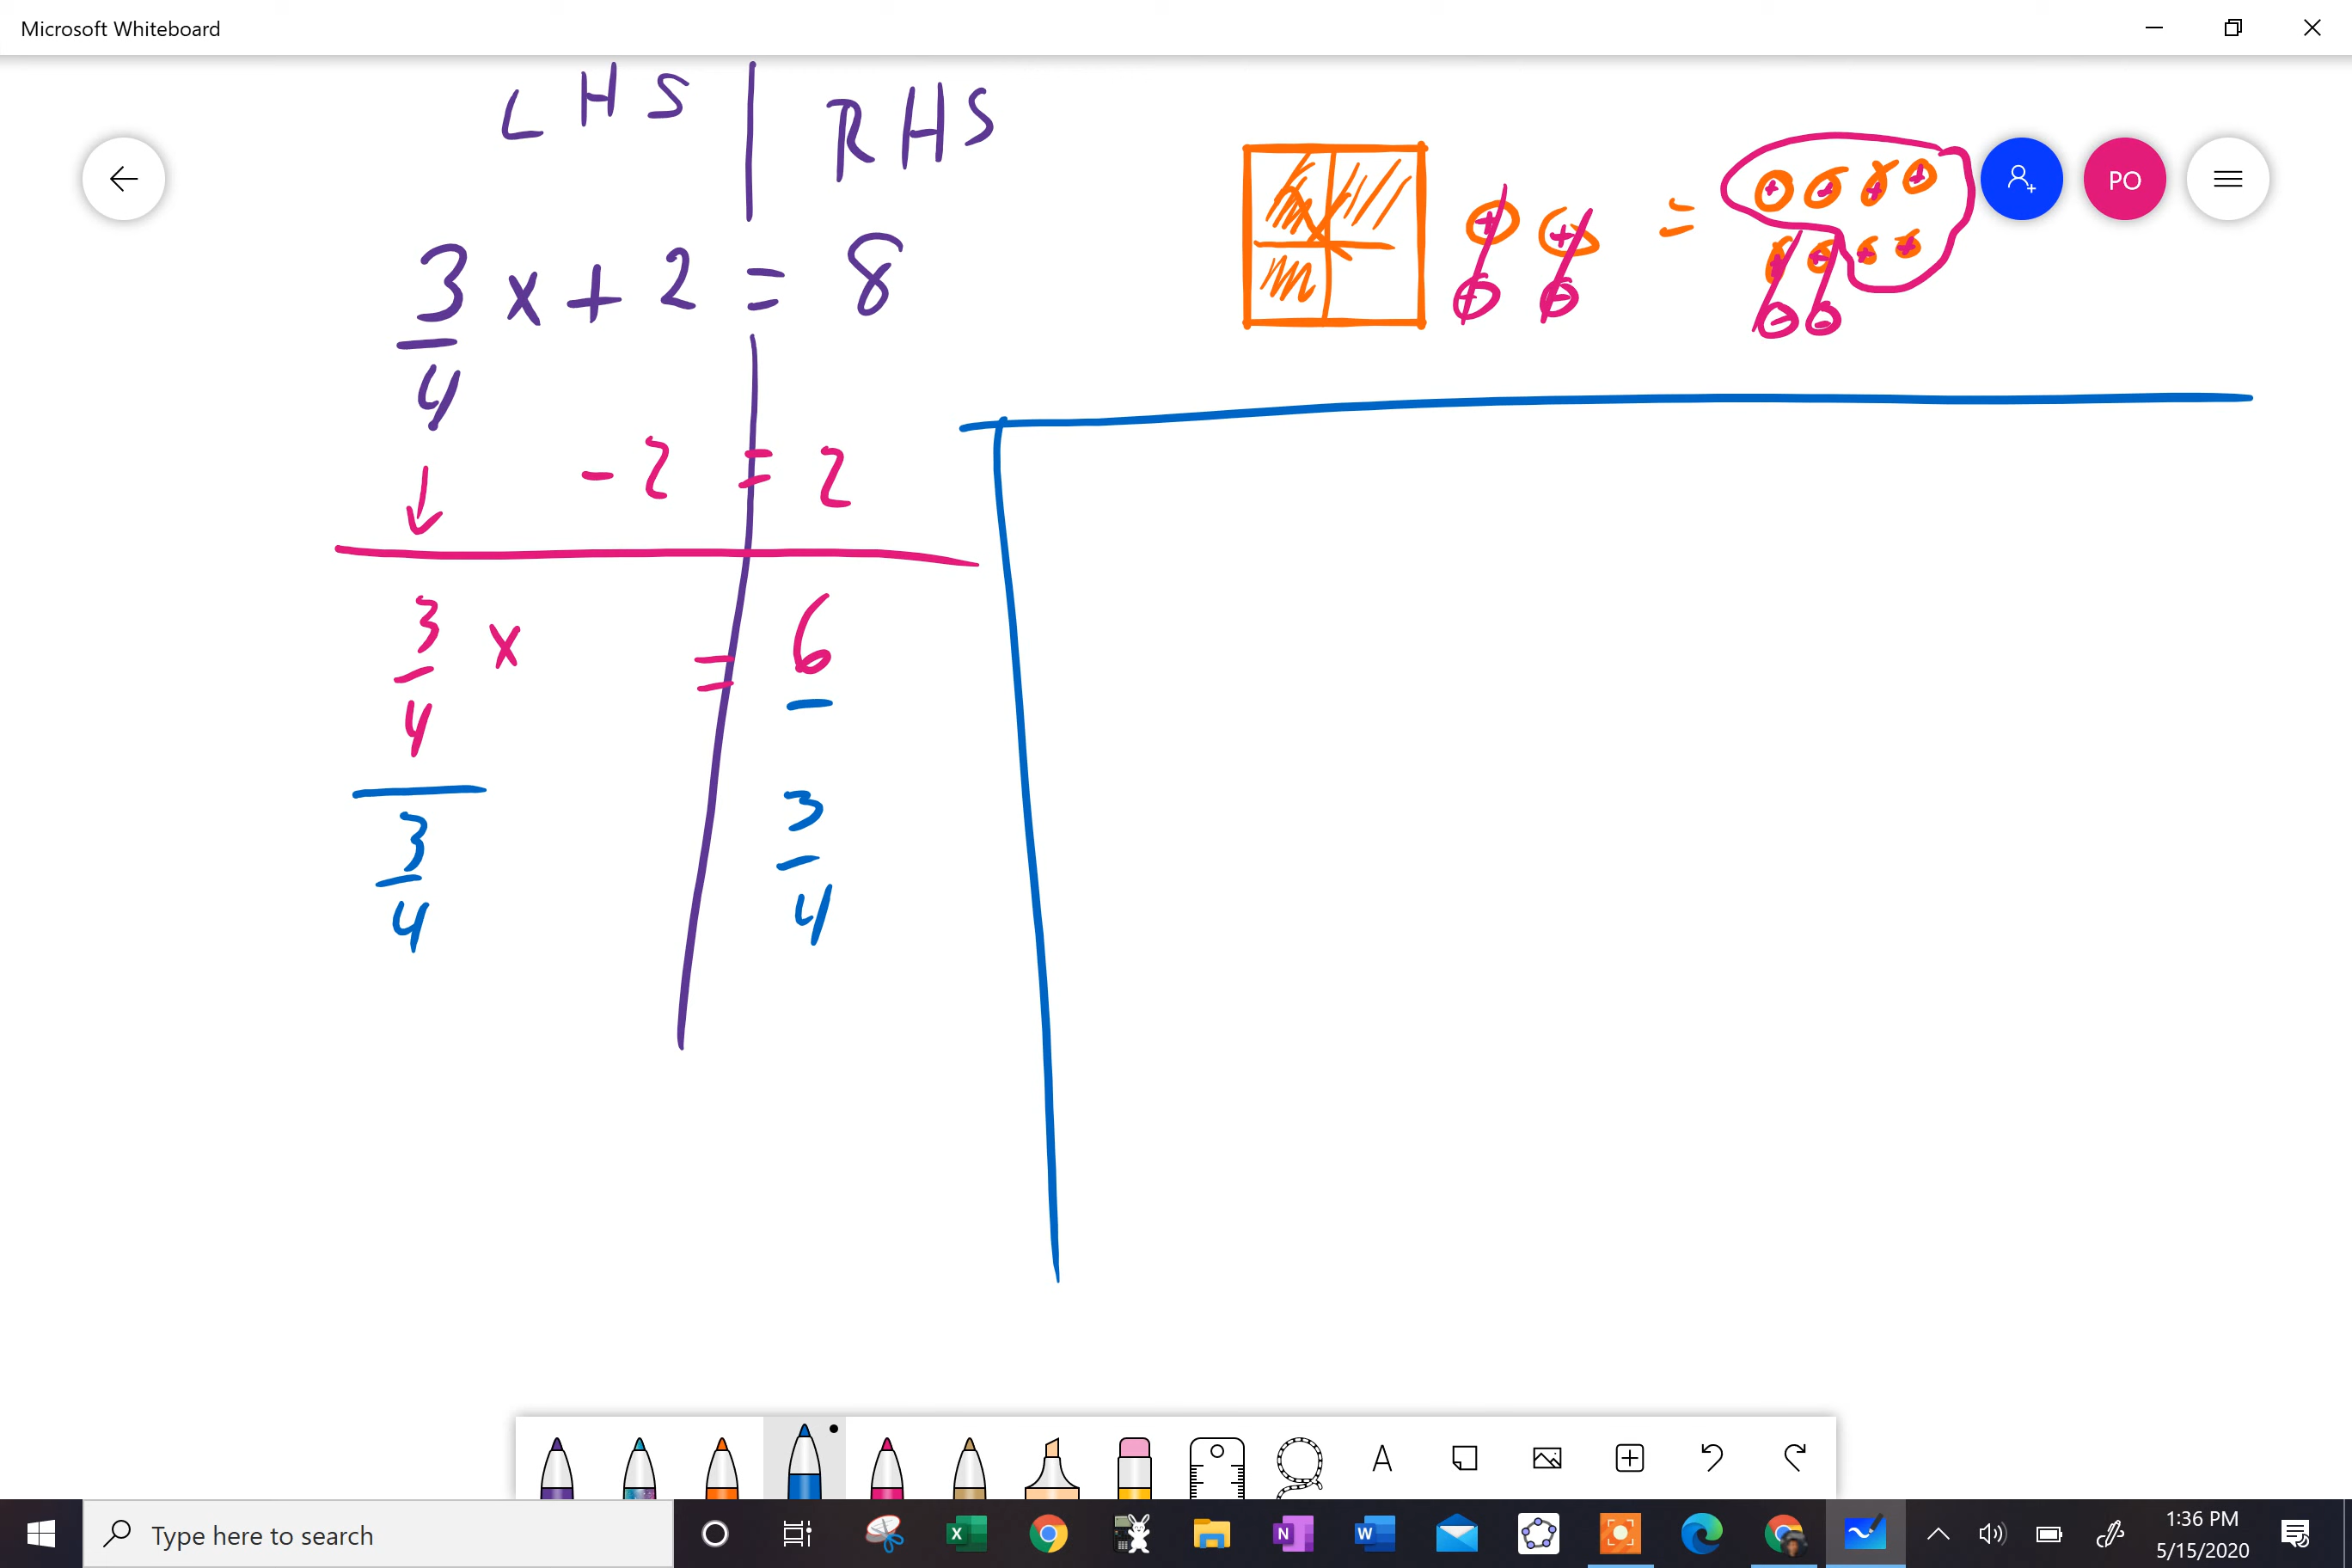 Microsoft Whiteboard
LHS | RHS
PO
3/4 x + 2 = 8
- 2 = 2
3/4 x = 6
3/4 3/4
A
Type here to search
1:36 PM
5/15/2020